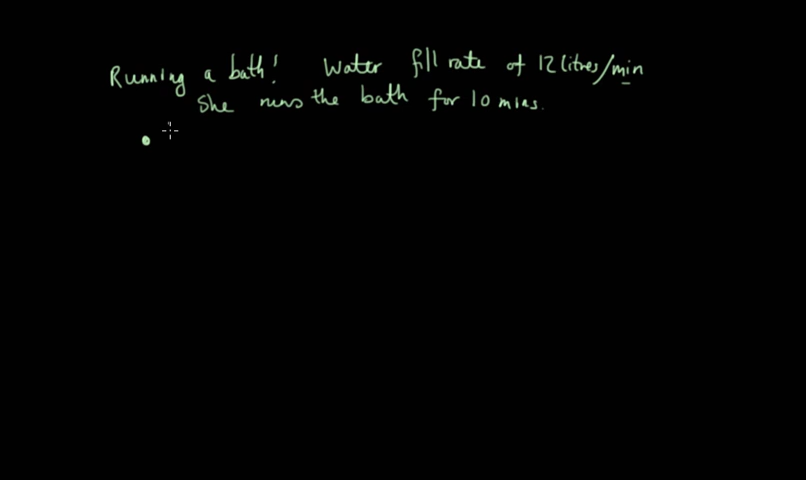 Running a bath! Water fill rate of 12 litres/min
She runs the bath for 10 mins.